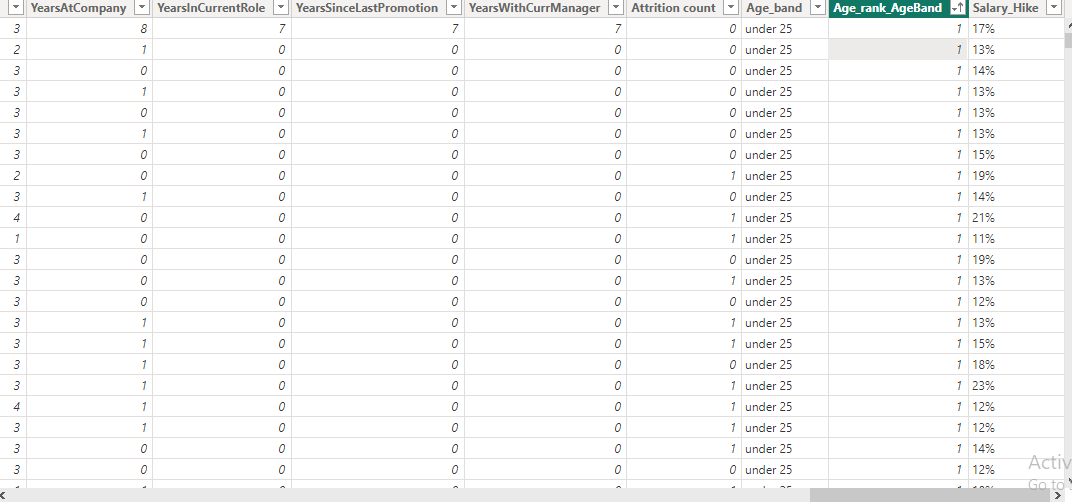 YearsAtCompany YearsInCurrentRole YearsSinceLastPromotion YearsWithCurrManager Attrition count Age_band Age_rank_AgeBand Salary_Hike
3 8 7 7 7 0 under 25 1 17%
2 1 0 0 0 0 under 25 1 13%
3 0 0 0 0 0 under 25 1 14%
3 1 0 0 0 0 under 25 1 13%
3 0 0 0 0 0 under 25 1 13%
3 1 0 0 0 0 under 25 1 13%
3 0 0 0 0 0 under 25 1 15%
2 0 0 0 0 1 under 25 1 19%
3 1 0 0 0 0 under 25 1 14%
4 0 0 0 0 1 under 25 1 21%
1 0 0 0 0 1 under 25 1 11%
3 0 0 0 0 0 under 25 1 19%
3 0 0 0 0 1 under 25 1 13%
3 0 0 0 0 0 under 25 1 12%
3 1 0 0 0 1 under 25 1 13%
3 1 0 0 0 1 under 25 1 15%
3 1 0 0 0 0 under 25 1 18%
3 1 0 0 0 1 under 25 1 23%
4 1 0 0 0 1 under 25 1 12%
3 1 0 0 0 1 under 25 1 12%
3 0 0 0 0 1 under 25 1 14%
3 0 0 0 0 0 under 25 1 12%
Activ
Go to